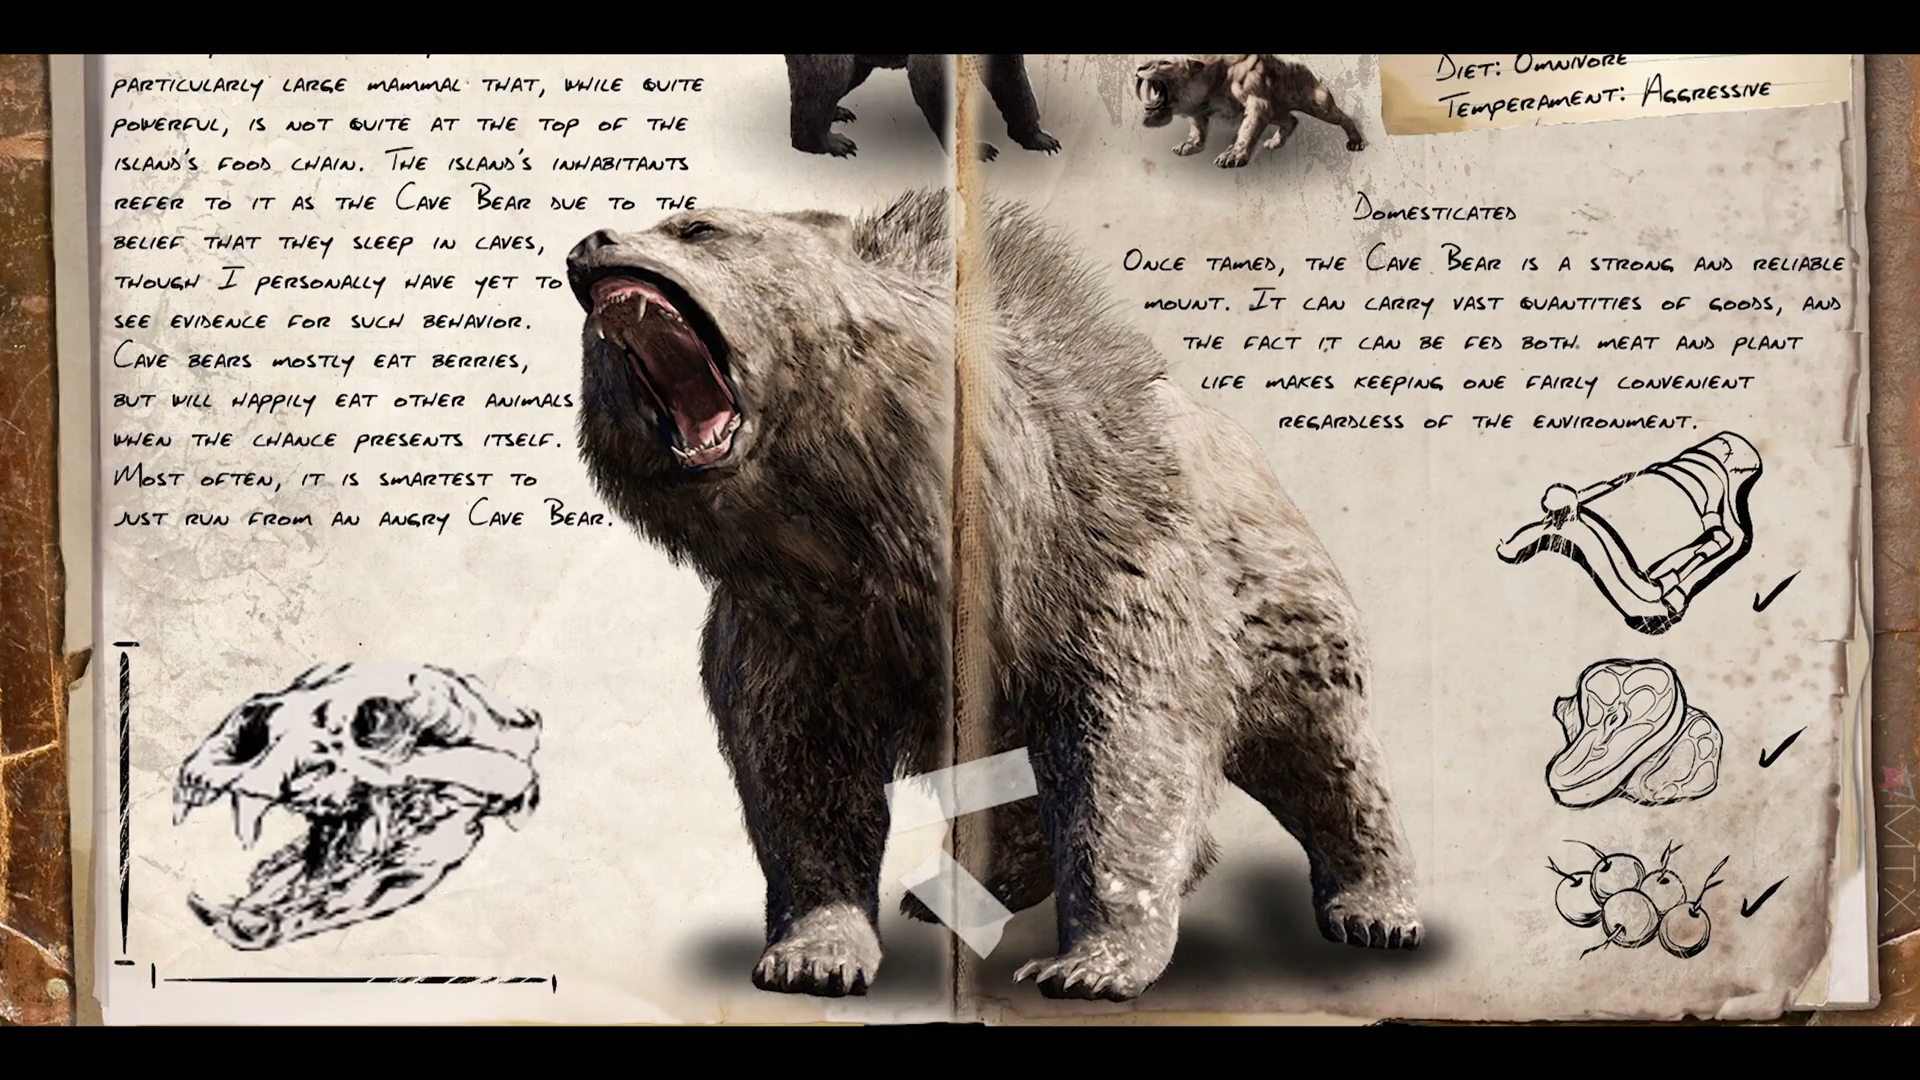 PARTICULARLY LARGE MAMMAL THAT, WHILE QUITE
POWERFUL, IS NOT QUITE AT THE TOP OF THE
ISLAND'S FOOD CHAIN. THE ISLAND'S INHABITANTS
REFER TO IT AS THE CAVE BEAR DUE TO THE
BELIEF THAT THEY SLEEP IN CAVES,
THOUGH I PERSONALLY HAVE YET TO
SEE EVIDENCE FOR SUCH BEHAVIOR.
CAVE BEARS MOSTLY EAT BERRIES,
BUT WILL HAPPILY EAT OTHER ANIMALS
WHEN THE CHANCE PRESENTS ITSELF.
MOST OFTEN, IT IS SMARTEST TO
JUST RUN FROM AN ANGRY CAVE BEAR.
DIET: OMNIVORE
TEMPERAMENT: AGGRESSIVE
DOMESTICATED
ONCE TAMED, THE CAVE BEAR IS A STRONG AND RELIABLE
MOUNT. IT CAN CARRY VAST QUANTITIES OF GOODS, AND
THE FACT IT CAN BE FED BOTH MEAT AND PLANT
LIFE MAKES KEEPING ONE FAIRLY CONVENIENT
REGARDLESS OF THE ENVIRONMENT.